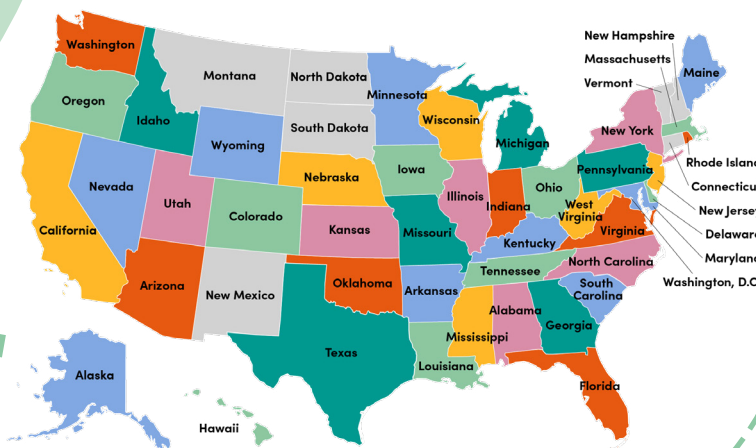 New Hampshire
Massachusetts
Vermont
Maine
Washington
Montana
North Dakota
Minnesota
Oregon
Idaho
Wisconsin
South Dakota
Michigan
New York
Wyoming
Rhode Islan
Pennsylvania
Iowa
Nebraska
Connecticu
Nevada
Ohio
Illinois
Indiana
Utah
Colorado
West
Virginia
New Jerse
California
Kansas
Missouri
Virginia
Delawar
Kentucky
Marylan
North Carolina
Tennessee
Arizona
Oklahoma
Washington, D.C
New Mexico
Arkansas
South
Carolina
Alabama
Georgia
Mississippi
Texas
Louisiana
Alaska
Florida
Hawaii